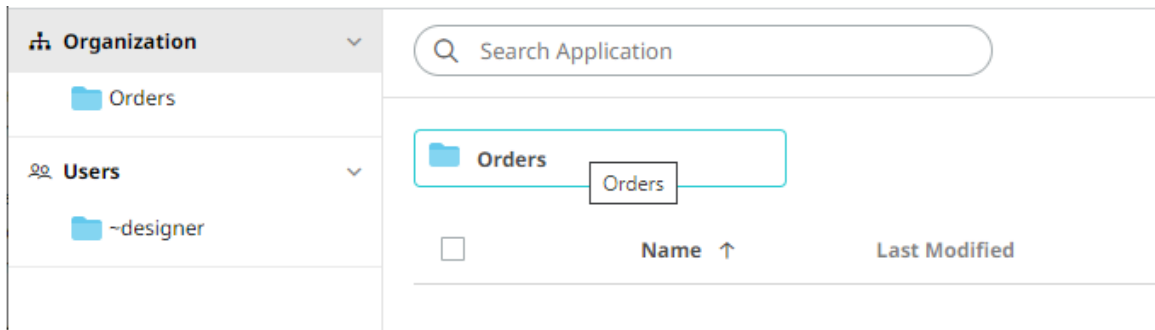 Organization
Orders
Users
~designer
Search Application
Orders
Orders
Name ↑ Last Modified